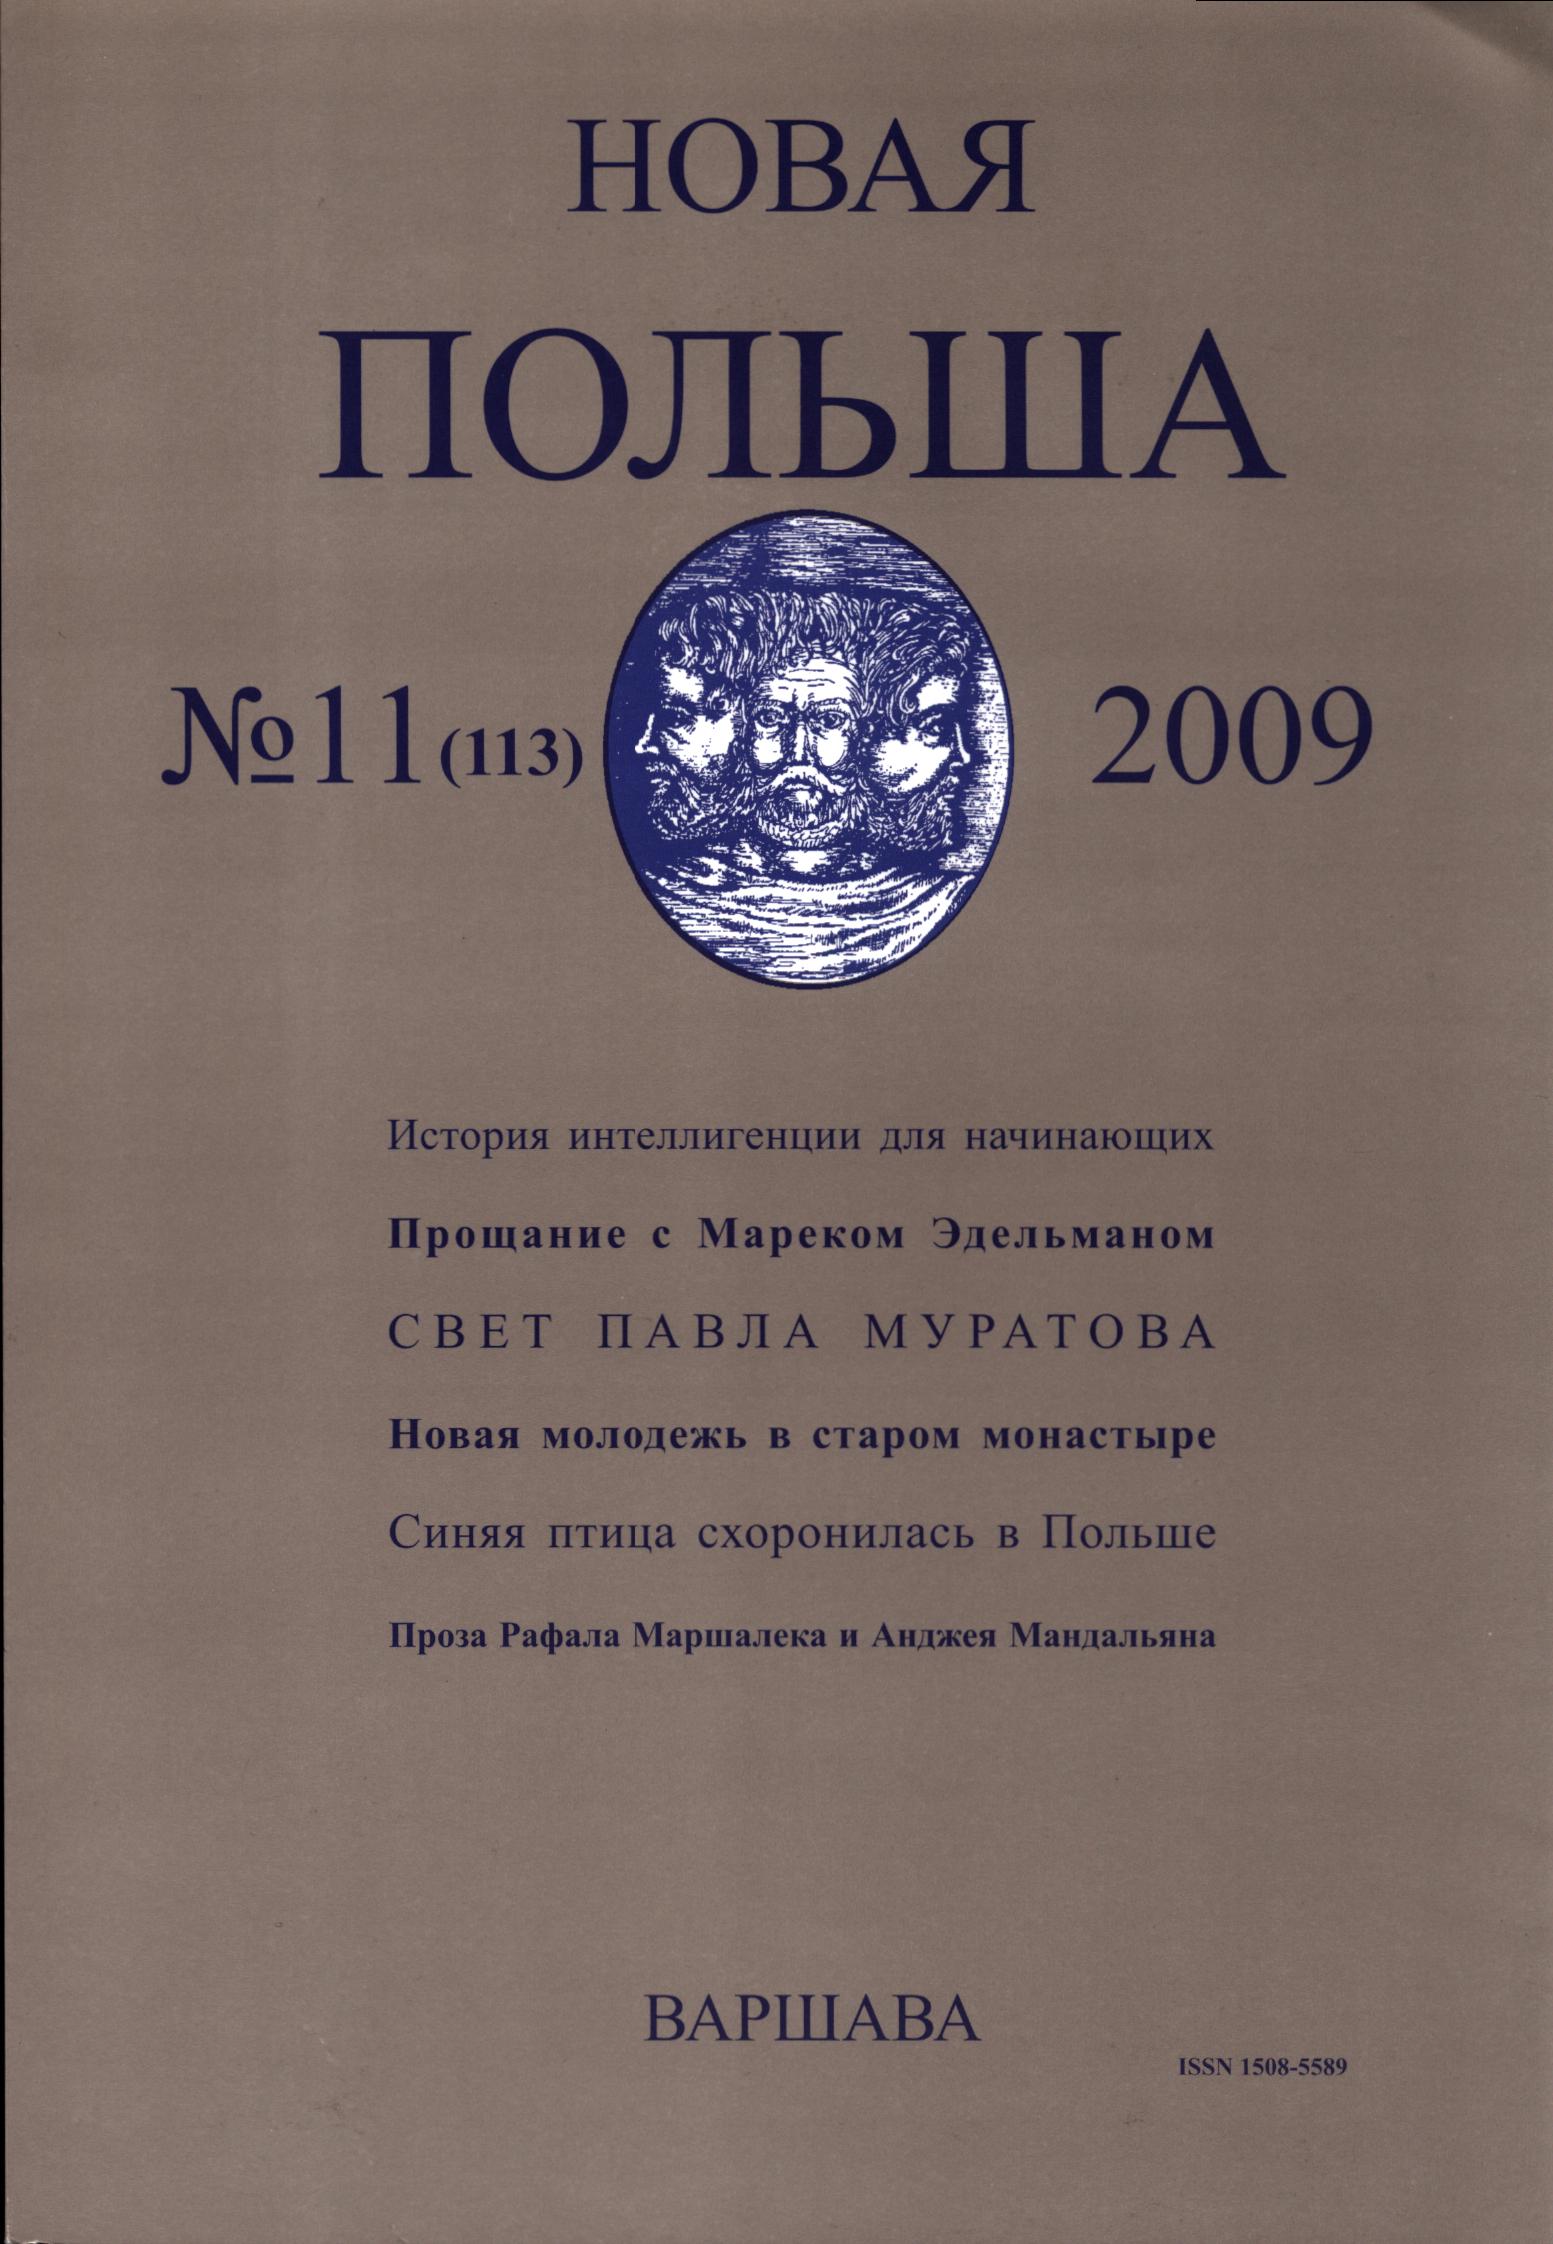 НОВАЯ
ПОЛЬША
№11(113)
2009
История интеллигенции для начинающих
Прощание с Мареком Эдельманом
СВЕТ ПАВЛА МУРАТОВА
Новая молодежь в старом монастыре
Синяя птица схоронилась в Польше
Проза Рафала Маршалека и Анджея Мандальяна
ВАРШАВА
ISSN 1508-5589